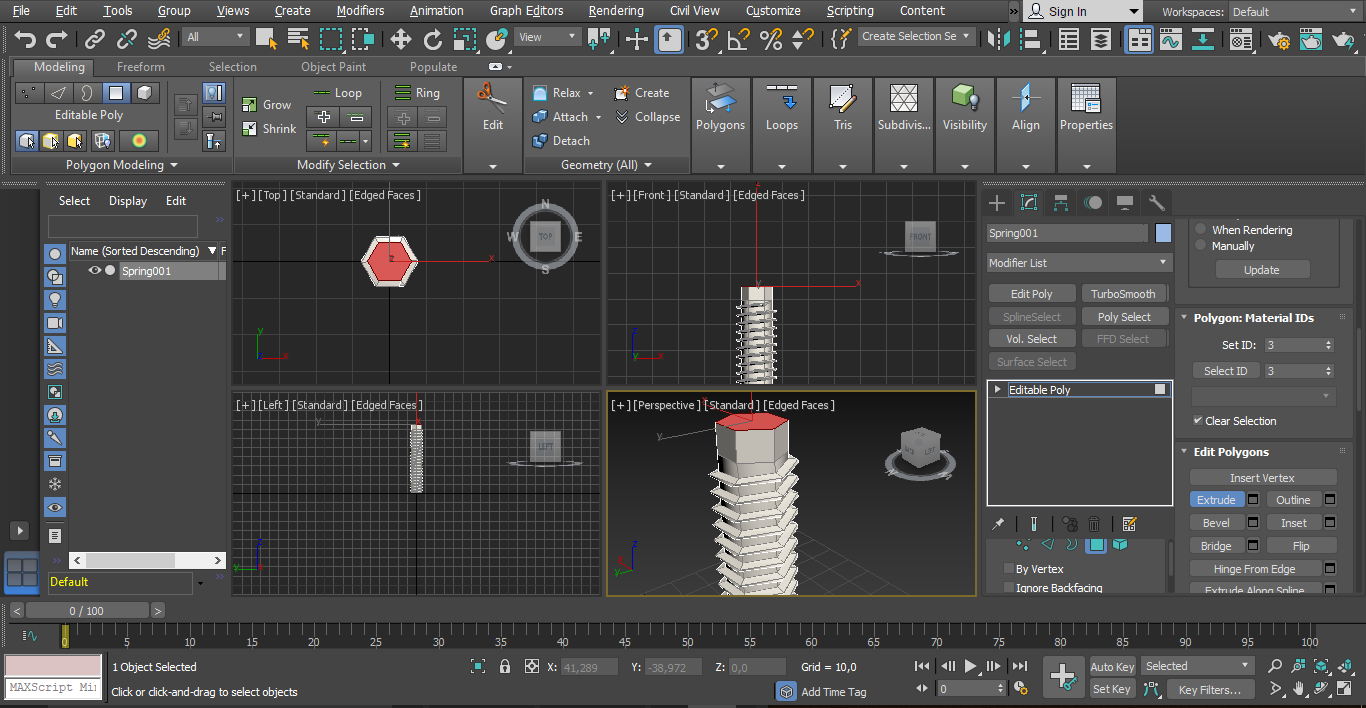 File Edit Tools Group Views Create Modifiers Animation Graph Editors Rendering Civil View Customize Scripting Content » Sign In Workspaces: Default
All View Create Selection Se
Modeling Freeform Selection Object Paint Populate
Editable Poly
Polygon Modeling
Grow
Shrink
Loop
Ring
Modify Selection
Edit
Relax
Create
Attach
Collapse
Detach
Geometry (All)
Polygons
Loops
Tris
Subdivis...
Visibility
Align
Properties
Select Display Edit
Name (Sorted Descending) F
Spring001
Default
[+] [Top] [Standard] [Edged Faces]
N
W TOP E
S
z x
y
x
[+] [Front] [Standard] [Edged Faces]
FRONT
y x
z
y x
[+] [Left] [Standard] [Edged Faces]
LEFT
y
z
y x
[+] [Perspective] [Standard] [Edged Faces]
LEFT
y
z
x
y
Spring001
Modifier List
Edit Poly TurboSmooth
SplineSelect Poly Select
Vol. Select FFD Select
Surface Select
Editable Poly
By Vertex
Ignore Backfacing
When Rendering
Manually
Update
Polygon: Material IDs
Set ID: 3
Select ID 3
Clear Selection
Edit Polygons
Insert Vertex
Extrude Outline
Bevel Inset
Bridge Flip
Hinge From Edge
Extrude Along Spline
< 0 / 100 >
0 5 10 15 20 25 30 35 40 45 50 55 60 65 70 75 80 85 90 95 100
1 Object Selected
MAXScript Mi
Click or click-and-drag to select objects
X: 41,289 Y: -38,972 Z: 0,0 Grid = 10,0
Add Time Tag
0
Auto Key Selected
Set Key Key Filters...